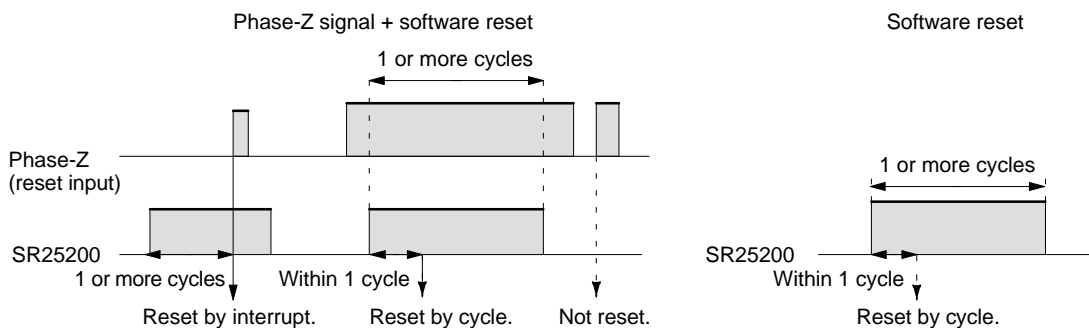 Phase-Z signal + software reset
Software reset
1 or more cycles
Phase-Z
(reset input)
1 or more cycles
SR25200
SR25200
1 or more cycles
Within 1 cycle
Within 1 cycle
Reset by interrupt.
Reset by cycle.
Not reset.
Reset by cycle.